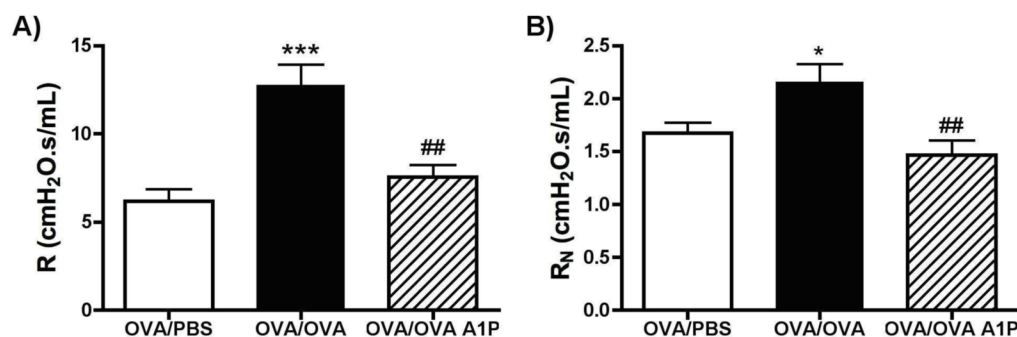 A)
R (cmH₂O.s/mL)
15
10
5
0
***
##
OVA/PBS
OVA/OVA
OVA/OVA A1P
B)
R_N (cmH₂O.s/mL)
2.5
2.0
1.5
1.0
0.5
0.0
*
##
OVA/PBS
OVA/OVA
OVA/OVA A1P